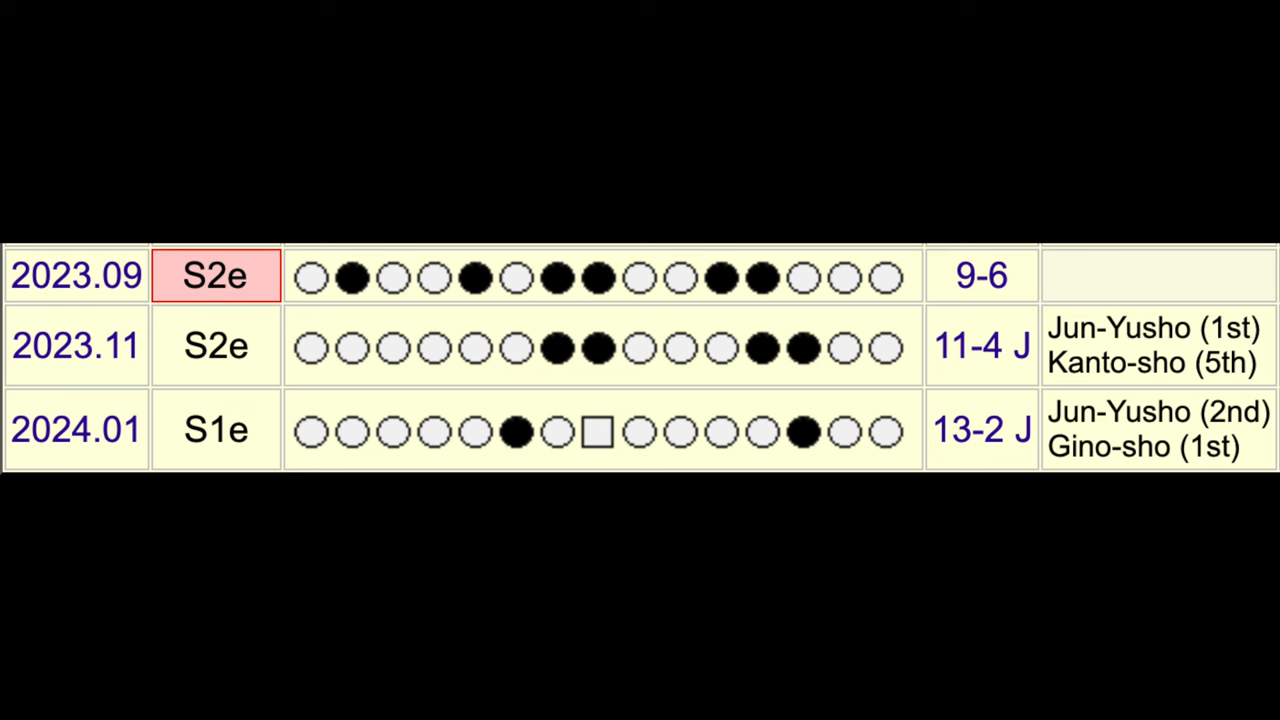 2023.09 S2e 9-6
2023.11 S2e 11-4 J Jun-Yusho (1st)
Kanto-sho (5th)
2024.01 S1e 13-2 J Jun-Yusho (2nd)
Gino-sho (1st)